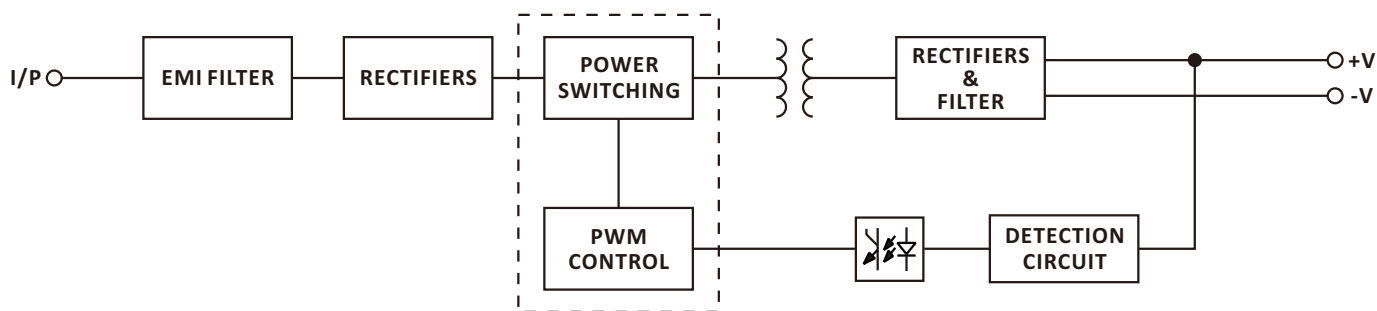 I/P
EMI FILTER
RECTIFIERS
POWER
SWITCHING
RECTIFIERS
&
FILTER
+V
-V
PWM
CONTROL
DETECTION
CIRCUIT